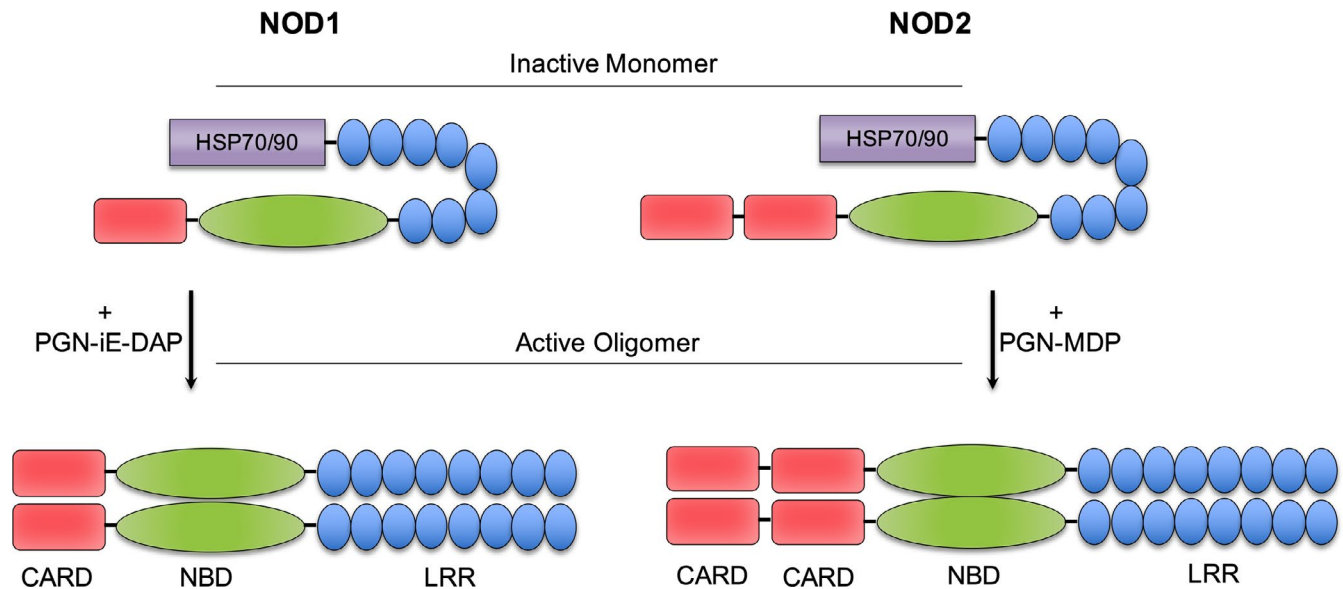 NOD1
NOD2
Inactive Monomer
HSP70/90
HSP70/90
+
PGN-iE-DAP
Active Oligomer
+
PGN-MDP
CARD
NBD
LRR
CARD
CARD
NBD
LRR